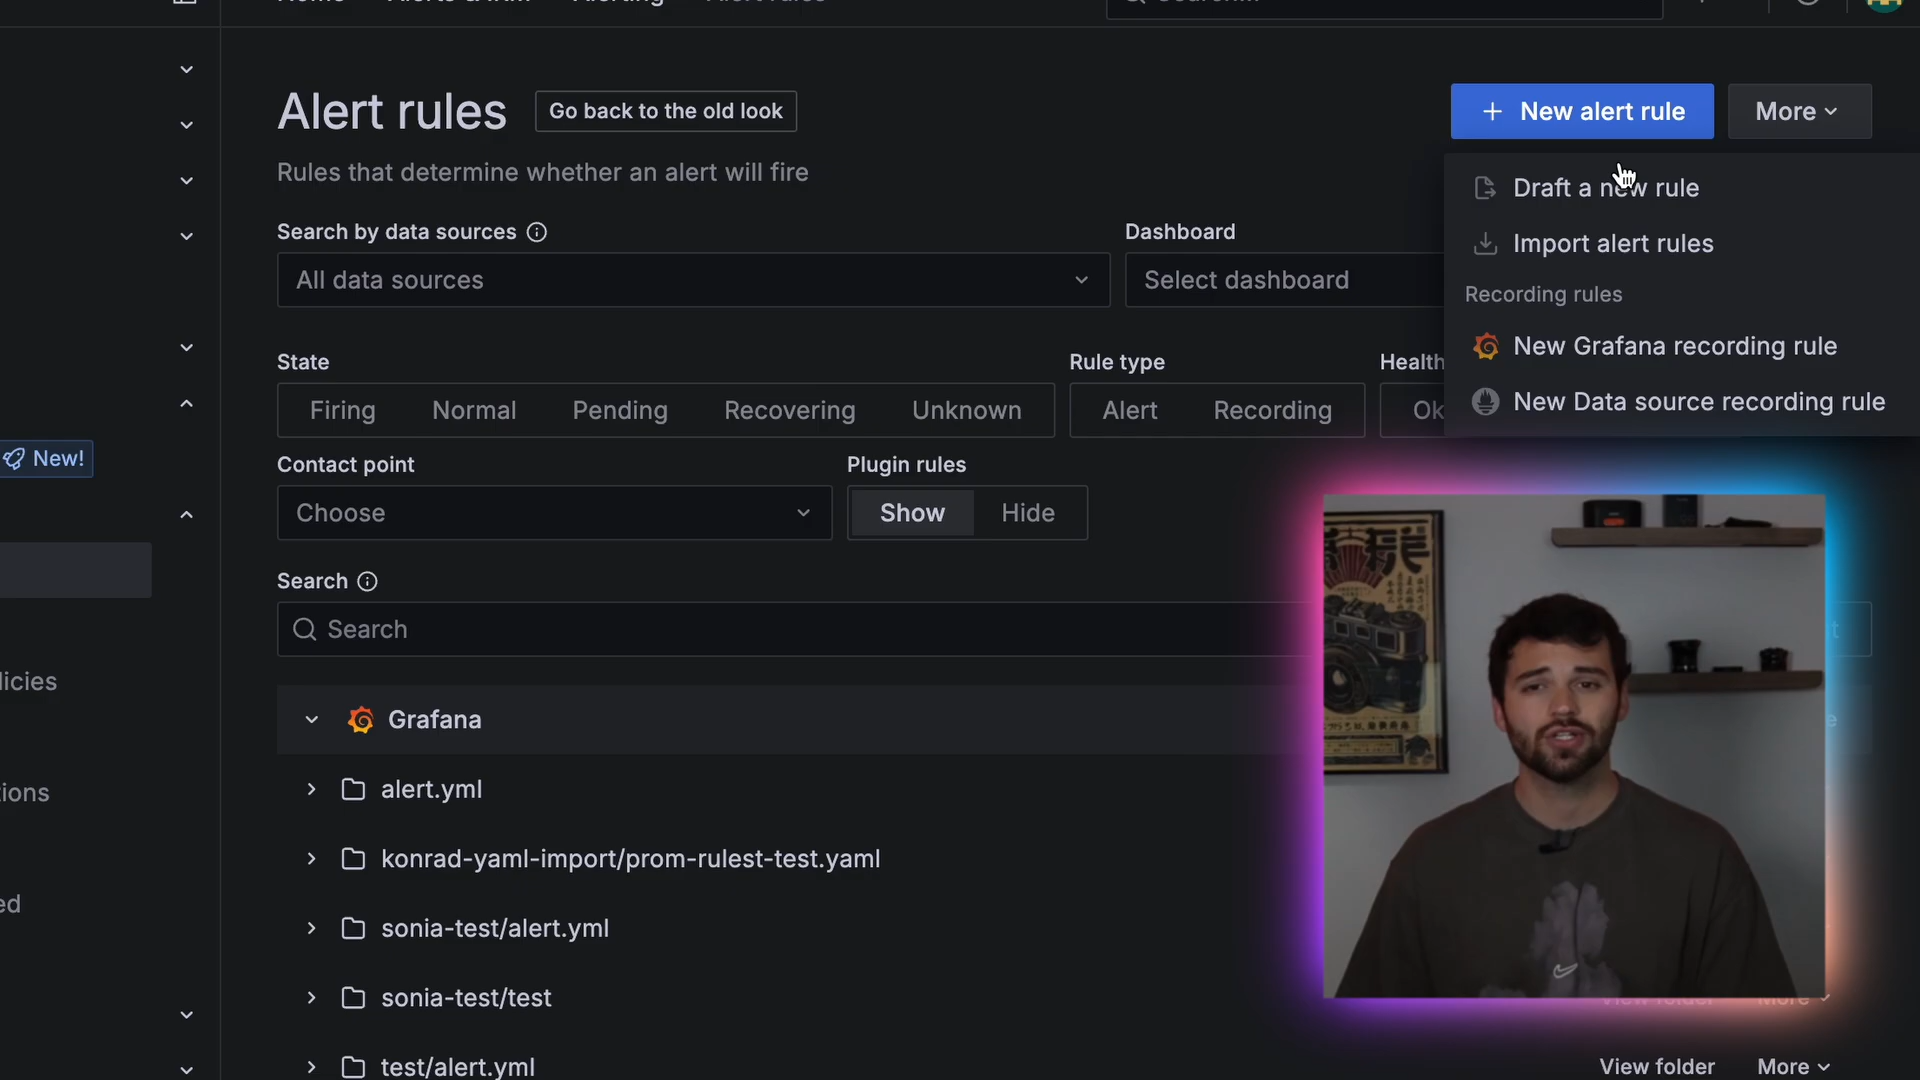 Alert rules
Go back to the old look
+ New alert rule
More
Rules that determine whether an alert will fire
Draft a new rule
Import alert rules
Recording rules
New Grafana recording rule
New Data source recording rule
Search by data sources
Dashboard
All data sources
Select dashboard
State
Rule type
Health
Firing
Normal
Pending
Recovering
Unknown
Alert
Recording
Ok
New!
Contact point
Plugin rules
Choose
Show
Hide
Search
Search
licies
Grafana
ions
alert.yml
konrad-yaml-import/prom-rulest-test.yaml
ed
sonia-test/alert.yml
sonia-test/test
View folder
More
test/alert.yml
View folder
More